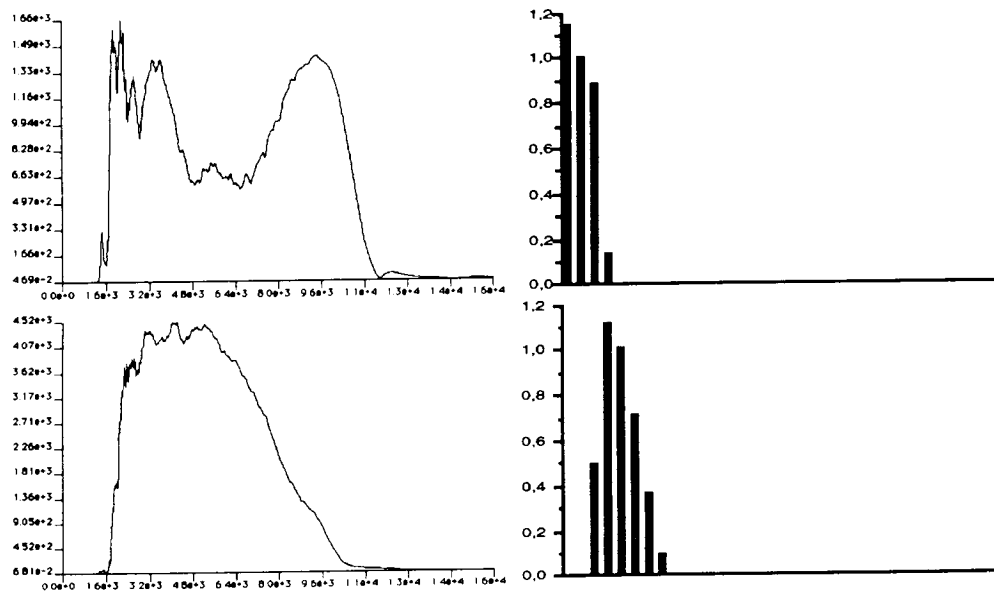 1.66e+3
1.49e+3
1.33e+3
1.16e+3
9.94e+2
8.28e+2
6.63e+2
4.97e+2
3.31e+2
1.66e+2
4.69e-2
0.0e+0 1.6e+3 3.2e+3 4.8e+3 6.4e+3 8.0e+3 9.6e+3 1.1e+4 1.3e+4 1.4e+4 1.6e+4
1,2
1,0
0,8
0,6
0,4
0,2
0,0
4.52e+3
4.07e+3
3.62e+3
3.17e+3
2.71e+3
2.26e+3
1.81e+3
1.36e+3
9.05e+2
4.52e+2
6.81e-2
0.0e+0 1.6e+3 3.2e+3 4.8e+3 6.4e+3 8.0e+3 9.6e+3 1.1e+4 1.3e+4 1.4e+4 1.6e+4
1,2
1,0
0,8
0,6
0,4
0,2
0,0